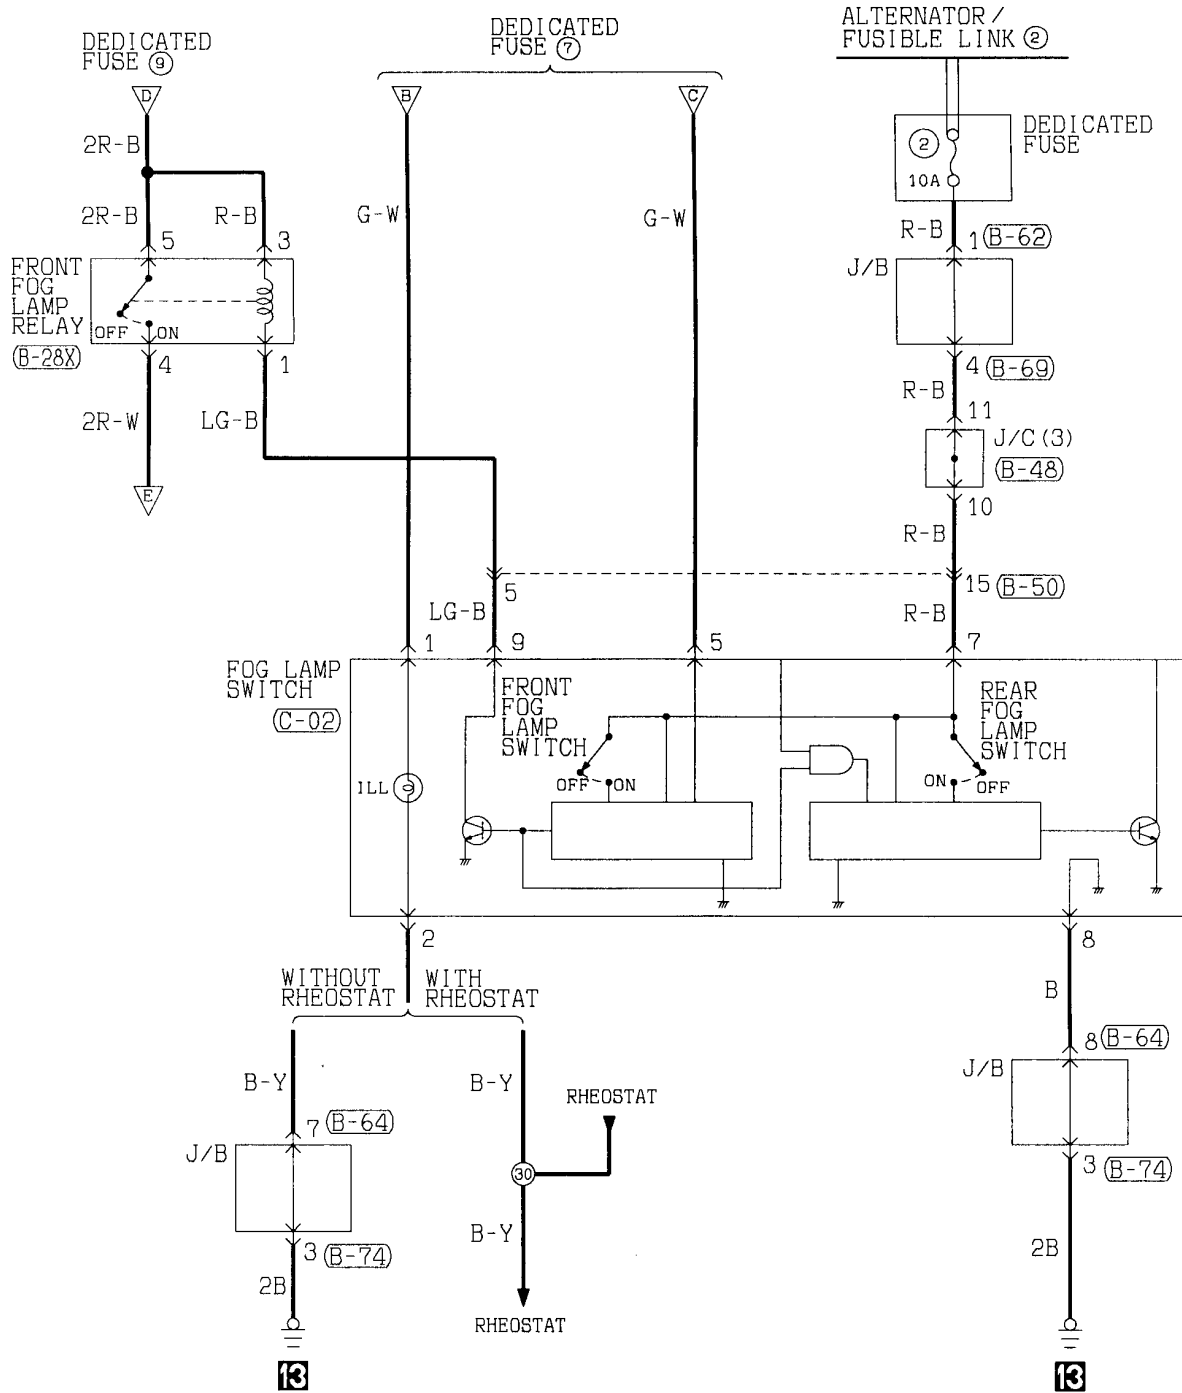 DEDICATED
FUSE ⑨
DEDICATED
FUSE ⑦
ALTERNATOR/
FUSIBLE LINK ②
D
B
C
2R-B
②
10A
DEDICATED
FUSE
2R-B
R-B
G-W
G-W
R-B
5
3
1
B-62
FRONT
FOG
LAMP
RELAY
B-28X
OFF
ON
J/B
4
1
4
B-69
2R-W
LG-B
R-B
11
J/C(3)
B-48
E
10
R-B
5
15
B-50
LG-B
R-B
1
9
5
7
FOG LAMP
SWITCH
C-02
FRONT
FOG
LAMP
SWITCH
REAR
FOG
LAMP
SWITCH
ILL
OFF
ON
ON
OFF
2
8
WITHOUT
RHEOSTAT
WITH
RHEOSTAT
B
8
B-64
B-Y
B-Y
RHEOSTAT
J/B
7
B-64
J/B
30
3
B-74
B-Y
3
B-74
2B
2B
RHEOSTAT
13
13